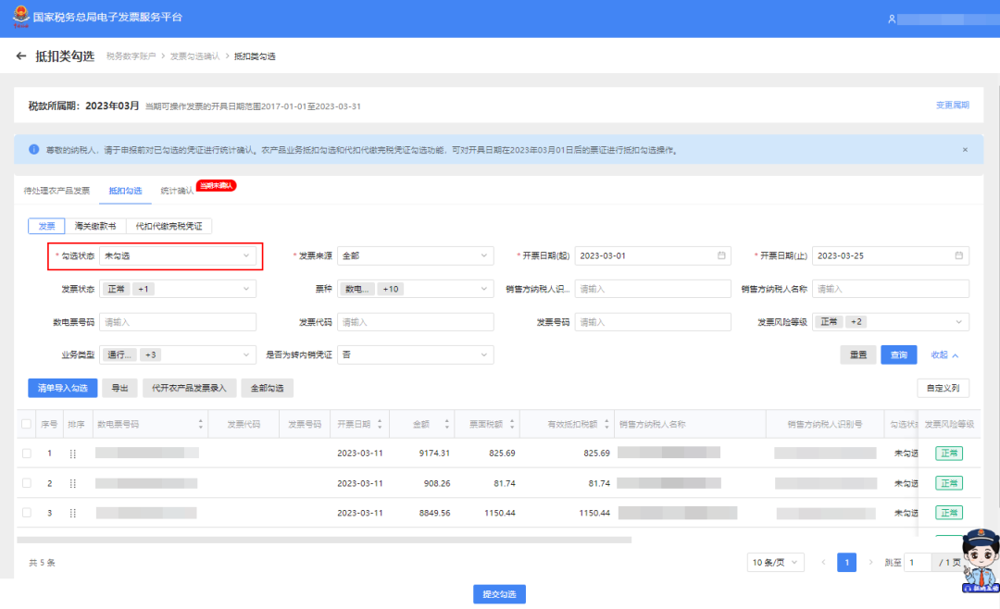 国家税务总局电子发票服务平台
抵扣类勾选 税务数字账户 > 发票勾选确认 > 抵扣类勾选
税款所属期：2023年03月 当期可操作发票的开具日期范围2017-01-01至2023-03-31 变更属期
尊敬的纳税人，请于申报前对已勾选的凭证进行统计确认。农产品业务抵扣勾选和代扣代缴完税凭证勾选功能，可对开具日期在2023年03月01日后的票证进行抵扣勾选操作。 ×
待处理农产品发票 抵扣勾选 统计确认 当期未确认
发票 海关缴款书 代扣代缴完税凭证
* 勾选状态 未勾选 * 发票来源 全部 * 开票日期(起) 2023-03-01 * 开票日期(止) 2023-03-25
发票状态 正常 +1 票种 数电... +10 销售方纳税人识... 请输入 销售方纳税人名称 请输入
数电票号码 请输入 发票代码 请输入 发票号码 请输入 发票风险等级 正常 +2
业务类型 通行... +3 是否为转内销凭证 否 重置 查询 收起
清单导入勾选 导出 代开农产品发票录入 全部勾选 自定义列
序号 排序 数电票号码 发票代码 发票号码 开票日期 金额 票面税额 有效抵扣税额 销售方纳税人名称 销售方纳税人识别号 勾选状 发票风险等级
1 2023-03-11 9174.31 825.69 825.69 未勾选 正常
2 2023-03-11 908.26 81.74 81.74 未勾选 正常
3 2023-03-11 8849.56 1150.44 1150.44 未勾选 正常
共 5 条 10 条/页 < 1 > 跳至 1 / 1 页
征纳互动
提交勾选